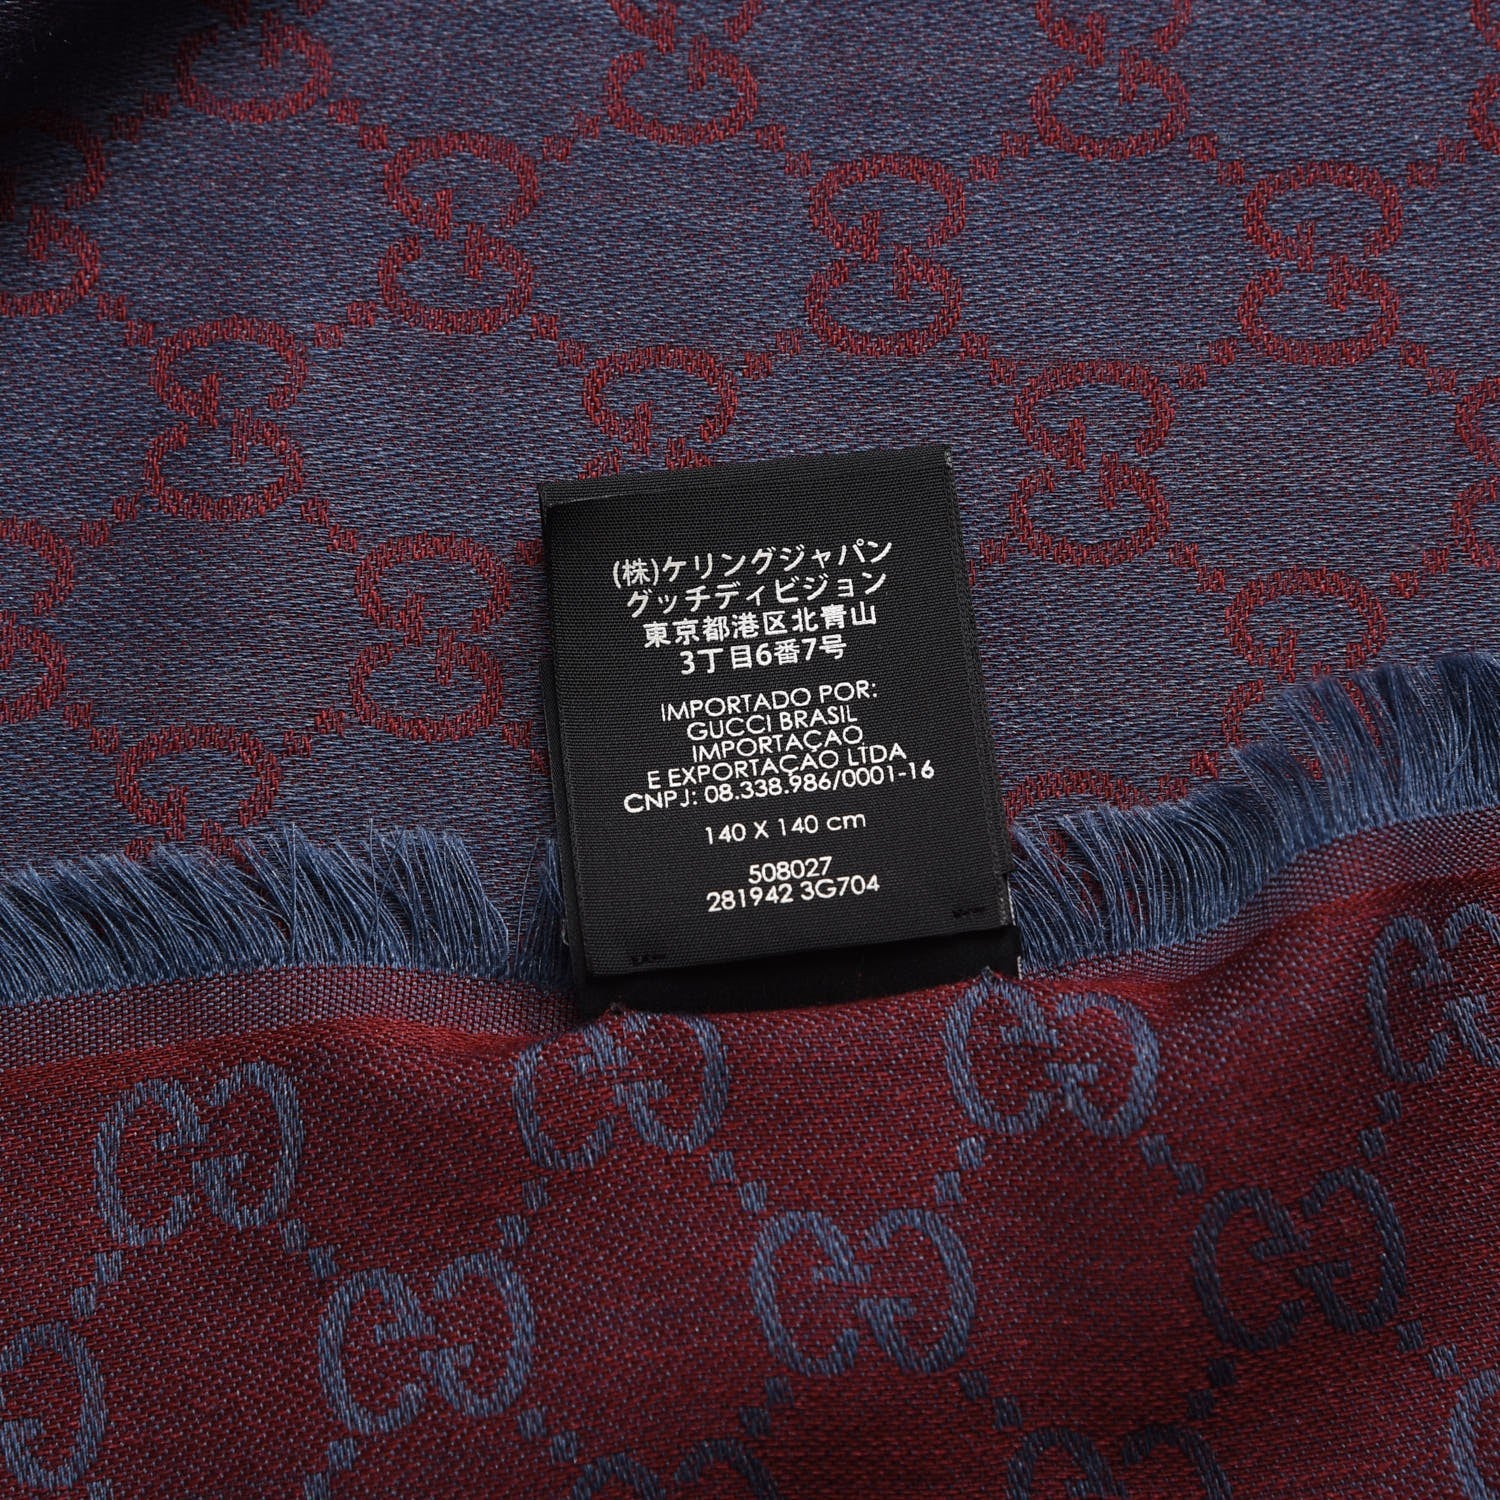 (株)ケリングジャパン
グッチディビジョン
東京都港区北青山
3丁目6番7号
IMPORTADO POR:
GUCCI BRASIL
IMPORTAÇAO
E EXPORTAÇAO LTDA
CNPJ: 08.338.986/0001-16
140 X 140 cm
508027
281942 3G704